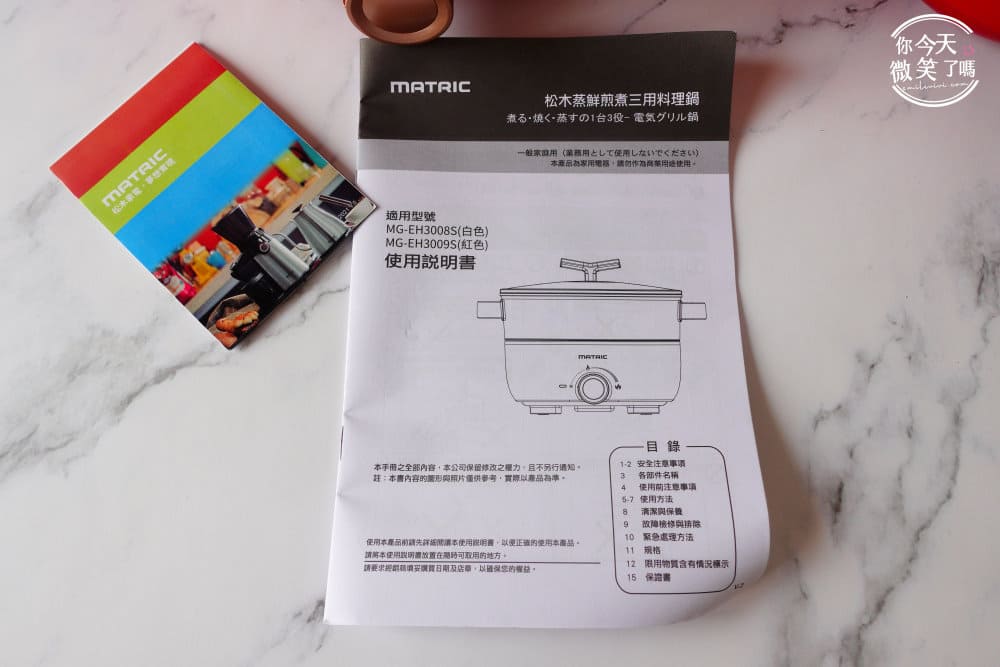 你今天
微笑了嗎
smilevivi.com
MATRIC
松木家電‧夢想實現
MATRIC
松木蒸鮮煎煮三用料理鍋
煮る・焼く・蒸すの1台3役− 電気グリル鍋
一般家庭用（業務用として使用しないでください）
本產品為家用電器，請勿作為商業用途使用。
適用型號
MG-EH3008S(白色)
MG-EH3009S(紅色)
使用説明書
MATRIC
本手冊之全部內容，本公司保留修改之權力，且不另行通知。
註：本書內容的圖形與照片僅供參考，實際以產品為準。
使用本產品前請先詳細閱讀本使用說明書，以便正確的使用本產品。
請將本使用說明書放置在隨時可取用的地方。
請要求經銷商填妥購買日期及店章，以確保您的權益。
目 錄
1-2 安全注意事項
3 各部件名稱
4 使用前注意事項
5-7 使用方法
8 清潔與保養
9 故障檢修與排除
10 緊急處理方法
11 規格
12 限用物質含有情況標示
15 保證書
V.2